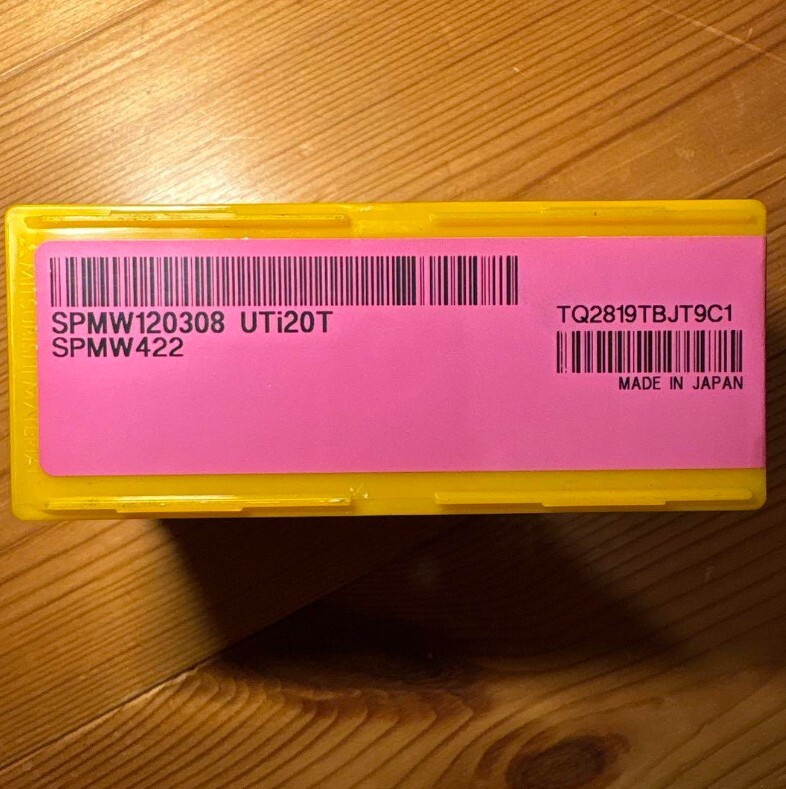 SPMW120308 UTi20T
SPMW422
TQ2819TBJT9C1
MADE IN JAPAN